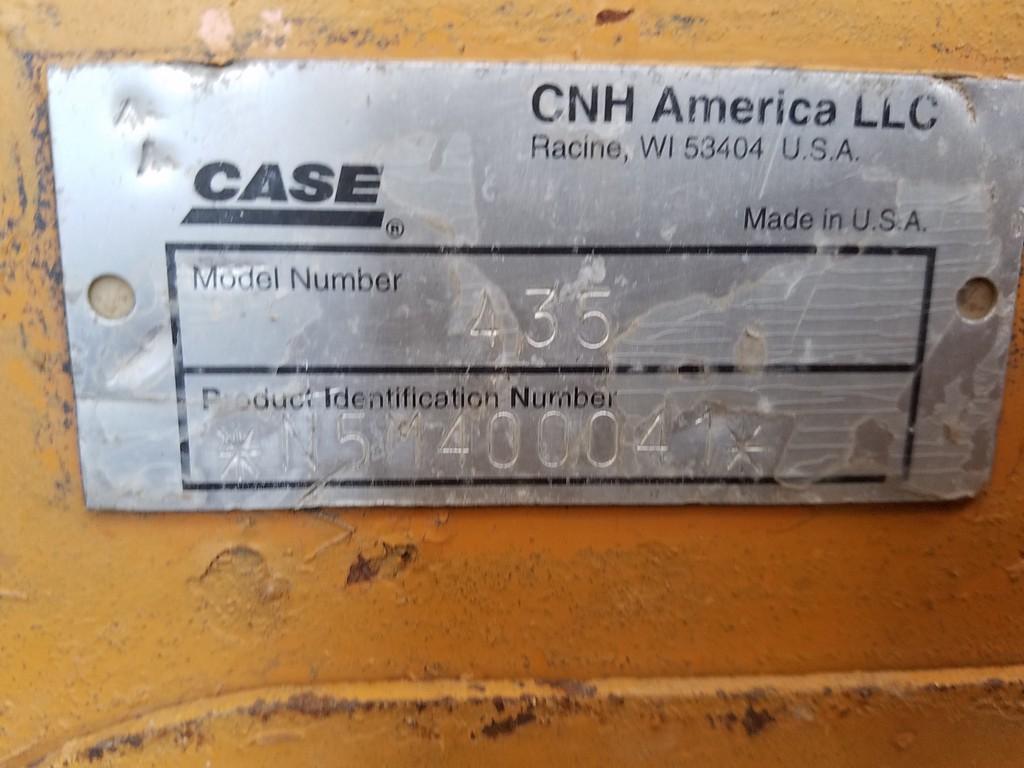 CNH America LLC
Racine, WI 53404 U.S.A.
CASE®
Made in U.S.A.
Model Number
435
Product Identification Number
*N5M400041*